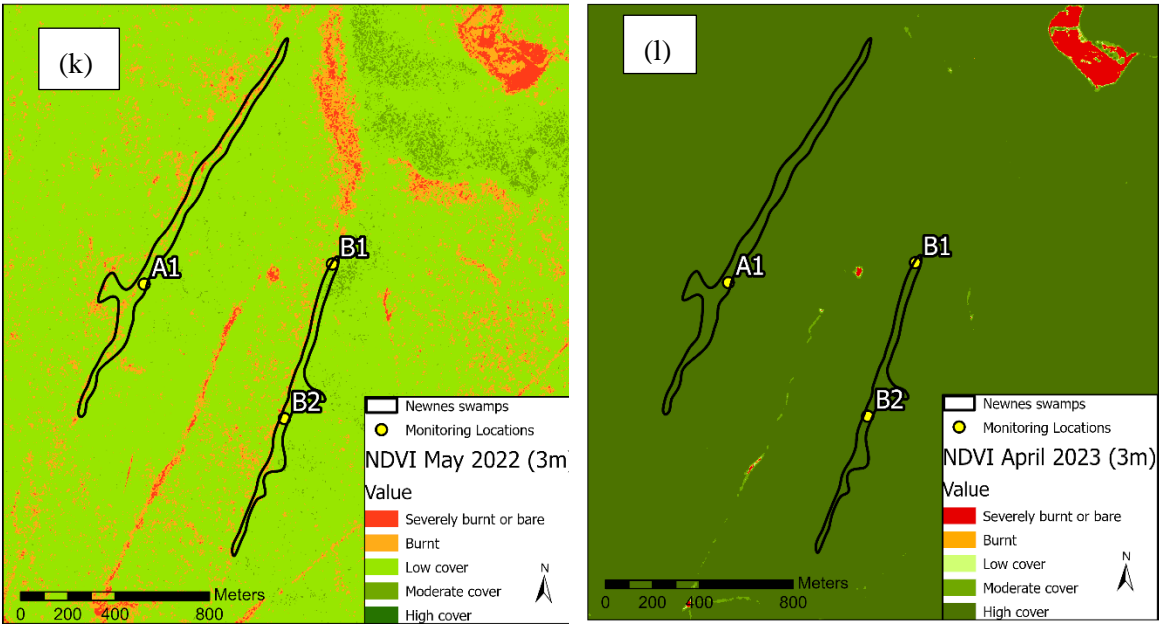 (k)
A1
B1
B2
Newnes swamps
Monitoring Locations
NDVI May 2022 (3m)
Value
Severely burnt or bare
Burnt
Low cover
Moderate cover
High cover
N
Meters
0 200 400 800
(l)
A1
B1
B2
Newnes swamps
Monitoring Locations
NDVI April 2023 (3m)
Value
Severely burnt or bare
Burnt
Low cover
Moderate cover
High cover
N
Meters
0 200 400 800